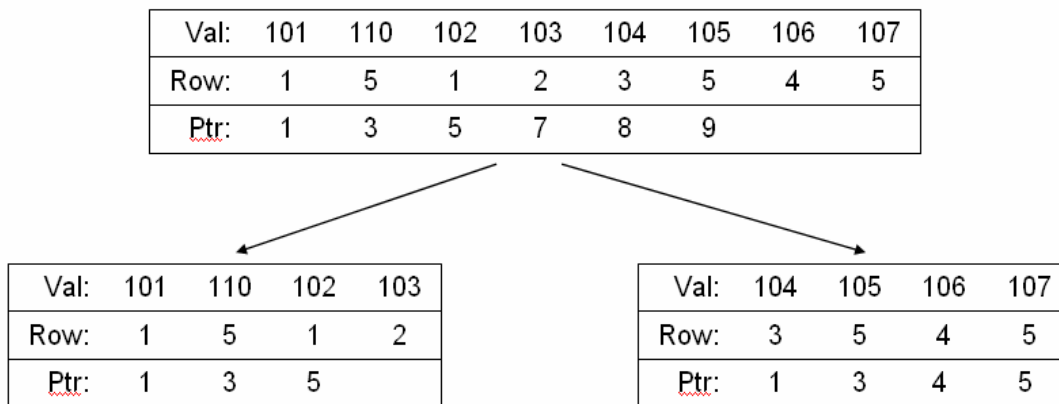 Val: 101 110 102 103 104 105 106 107
Row: 1 5 1 2 3 5 4 5
Ptr: 1 3 5 7 8 9
Val: 101 110 102 103
Row: 1 5 1 2
Ptr: 1 3 5
Val: 104 105 106 107
Row: 3 5 4 5
Ptr: 1 3 4 5